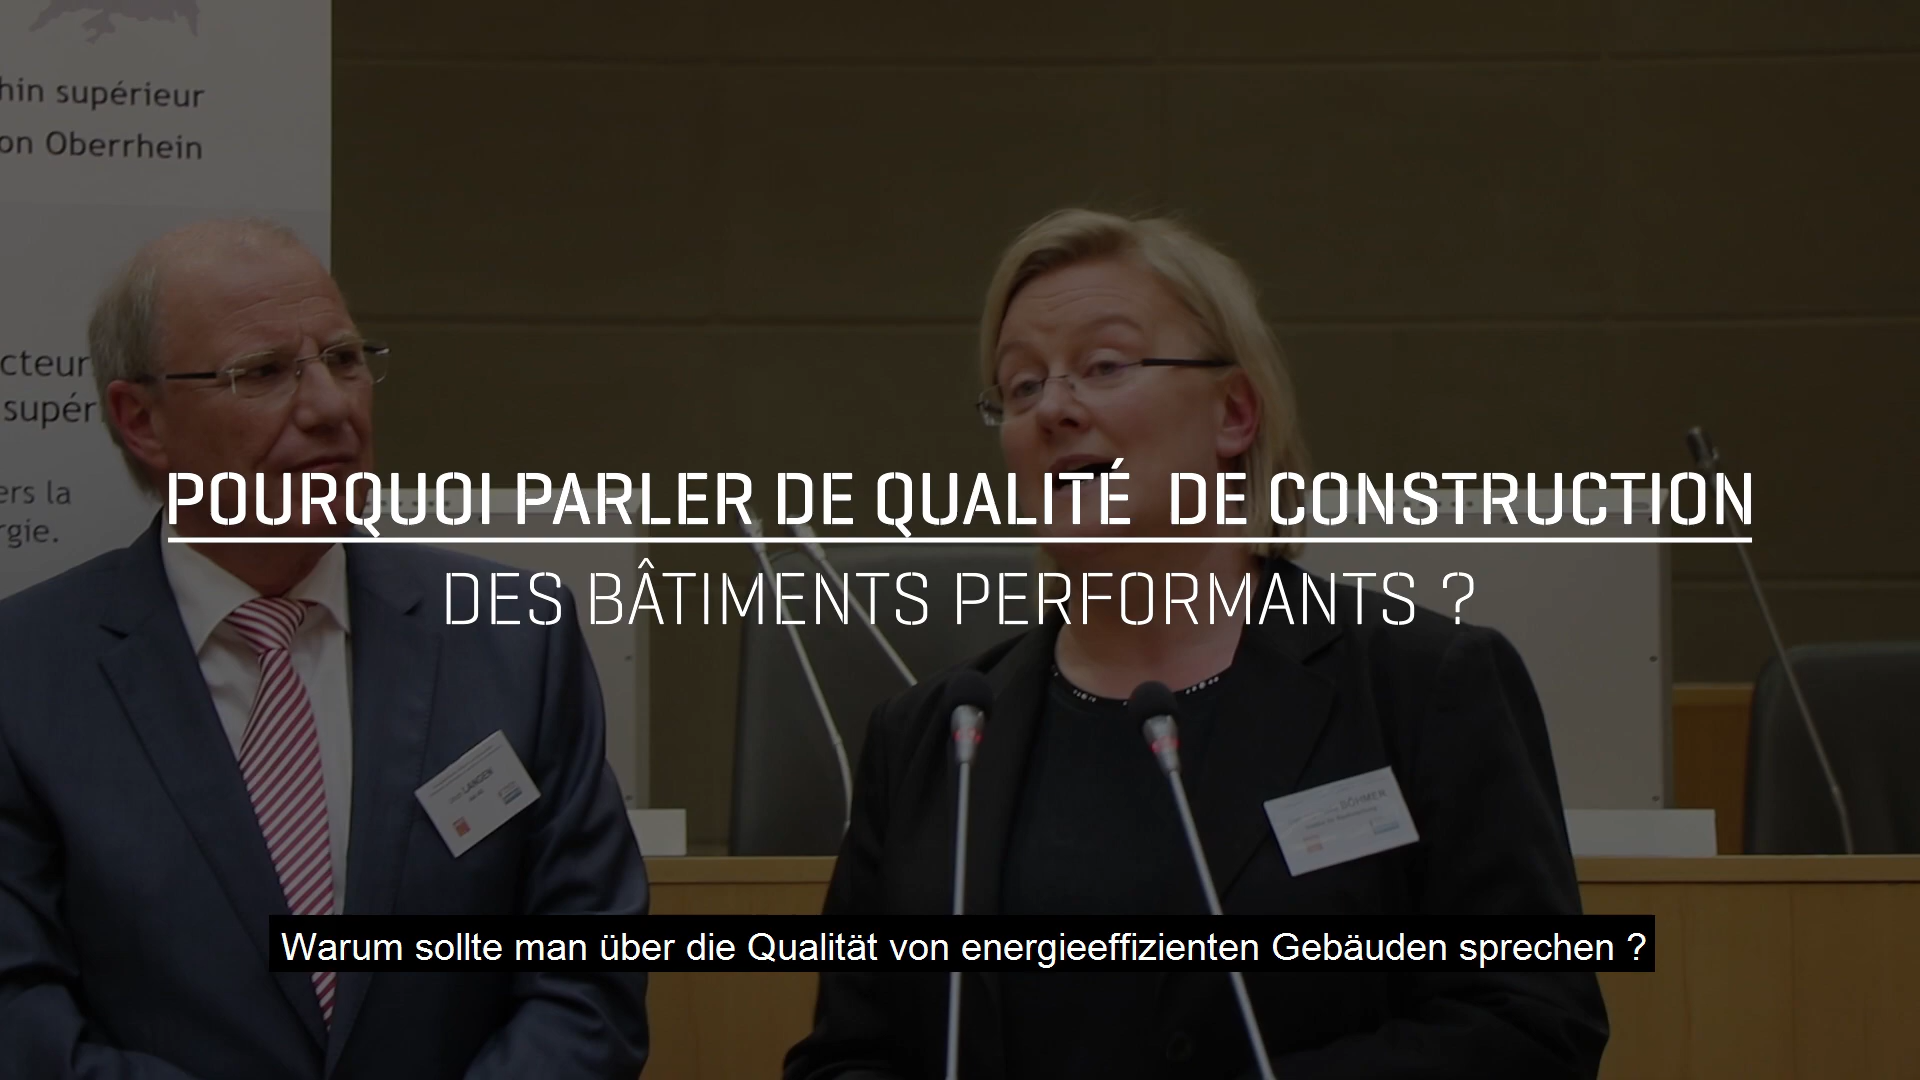 hin supérieur
on Oberrhein
cteur
supér
ers la
rgie.
POURQUOI PARLER DE QUALITÉ DE CONSTRUCTION
DES BÂTIMENTS PERFORMANTS ?
LANGEN
BÖHMER
Warum sollte man über die Qualität von energieeffizienten Gebäuden sprechen ?